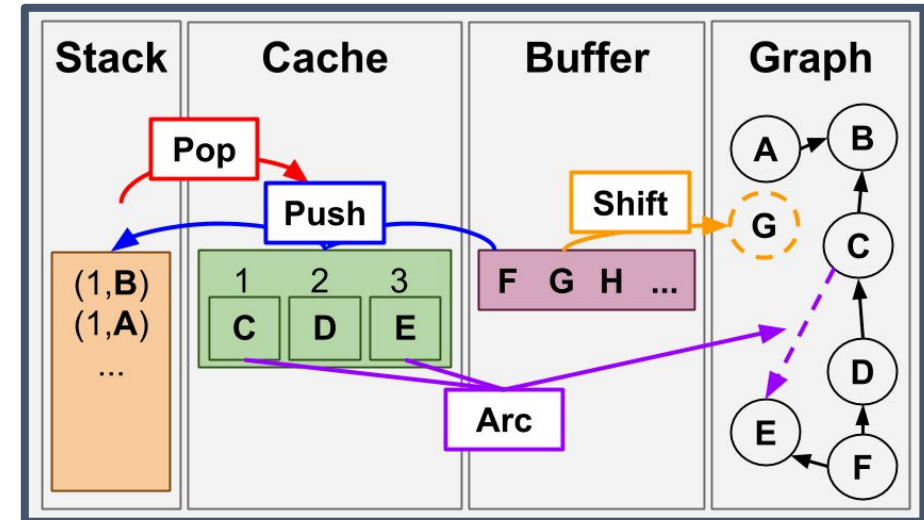 Stack
Cache
Buffer
Graph
Pop
Push
Shift
(1,B)
(1,A)
...
1 2 3
C D E
F G H ...
Arc
A
B
G
C
D
E
F